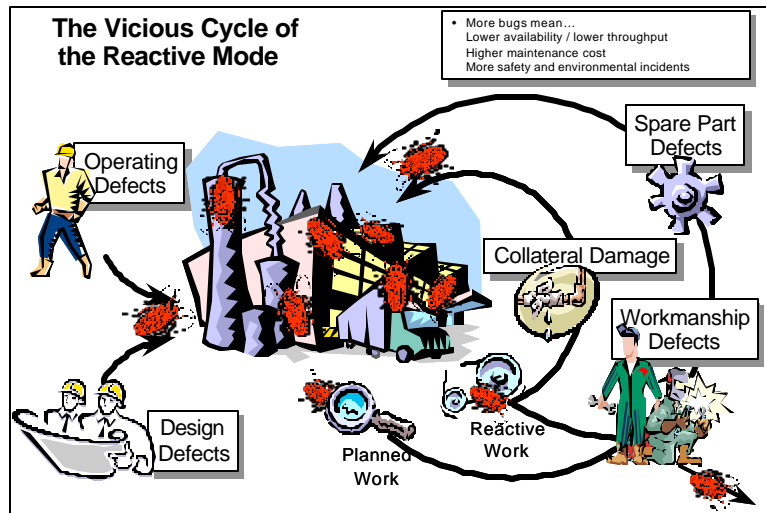 The Vicious Cycle of
the Reactive Mode
• More bugs mean…
Lower availability / lower throughput
Higher maintenance cost
More safety and environmental incidents
Operating
Defects
Spare Part
Defects
Collateral Damage
Workmanship
Defects
Design
Defects
Planned
Work
Reactive
Work